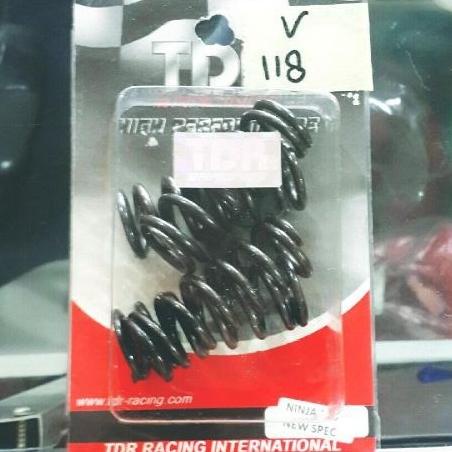 V
118
TDR
HIGH PERFORMANCE
TDR
www.tdr-racing.com
NINJA
NEW SPEC
TDR RACING INTERNATIONAL